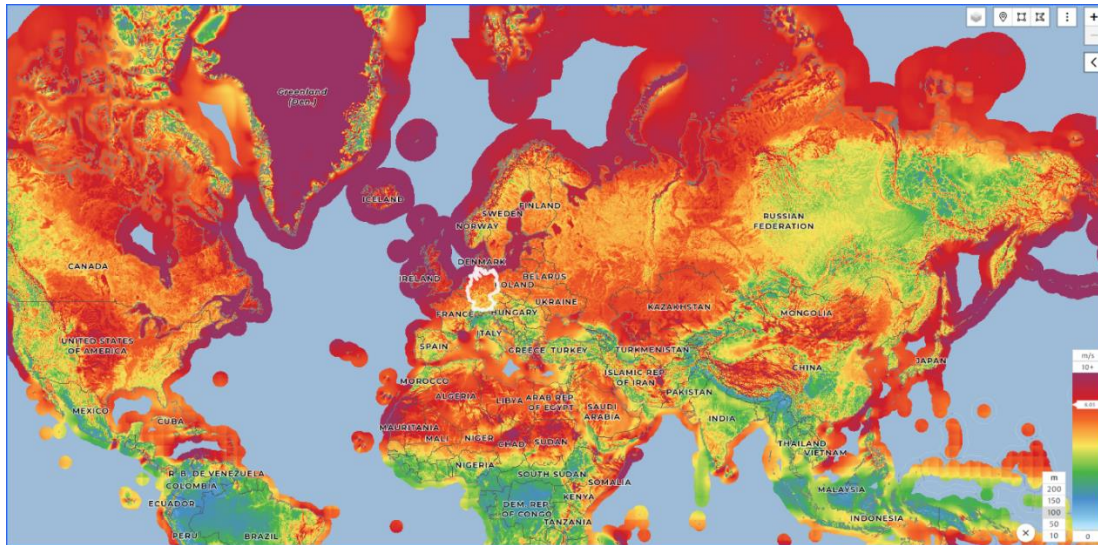 Greenland
(Den.)
ICELAND
FINLAND
SWEDEN
NORWAY
RUSSIAN
FEDERATION
CANADA
DENMARK
IRELAND
BELARUS
POLAND
UKRAINE
KAZAKHSTAN
MONGOLIA
FRANCE
HUNGARY
UNITED STATES
OF AMERICA
ITALY
SPAIN
GREECE
TURKEY
TURKMENISTAN
JAPAN
CHINA
MOROCCO
ISLAMIC REP
OF IRAN
PAKISTAN
ALGERIA
LIBYA
ARAB REP
OF EGYPT
SAUDI
ARABIA
MEXICO
CUBA
INDIA
MAURITANIA
MALI
NIGER
CHAD
SUDAN
THAILAND
VIETNAM
NIGERIA
SOUTH SUDAN
SOMALIA
R. B. DE VENEZUELA
COLOMBIA
ECUADOR
DEM. REP
OF CONGO
KENYA
TANZANIA
MALAYSIA
INDONESIA
PERU
BRAZIL
m/s
10+
0
m
200
150
100
50
10